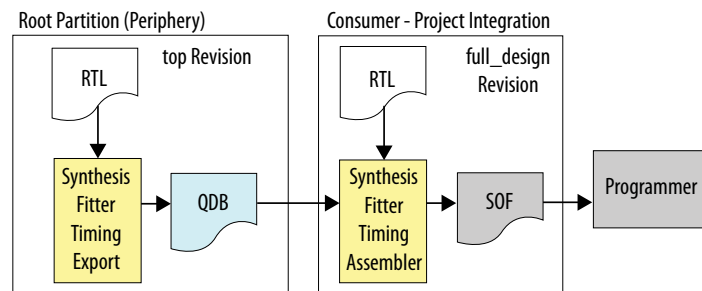 Root Partition (Periphery)
top Revision
RTL
Synthesis
Fitter
Timing
Export
QDB
Consumer - Project Integration
full_design
Revision
RTL
Synthesis
Fitter
Timing
Assembler
SOF
Programmer